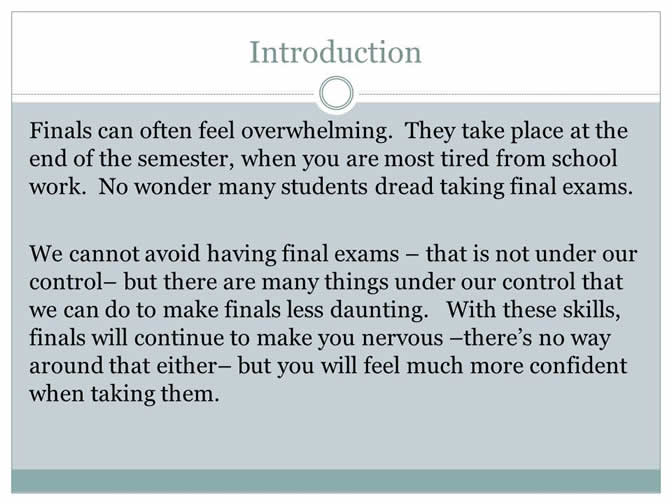 Introduction
Finals can often feel overwhelming.  They take place at the
end of the semester, when you are most tired from school
work.  No wonder many students dread taking final exams.
We cannot avoid having final exams – that is not under our
control– but there are many things under our control that
we can do to make finals less daunting.   With these skills,
finals will continue to make you nervous –there’s no way
around that either– but you will feel much more confident
when taking them.